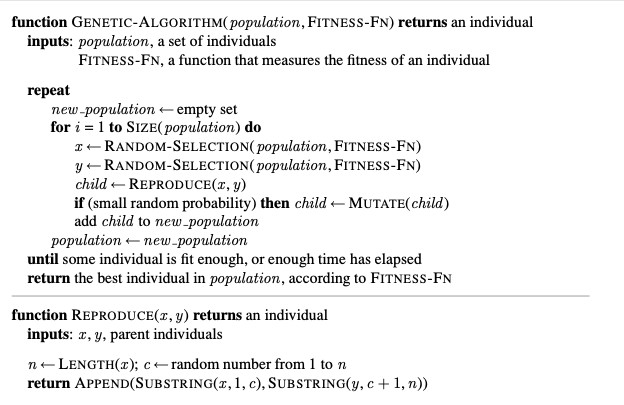 function GENETIC-ALGORITHM(population, FITNESS-FN) returns an individual
inputs: population, a set of individuals
FITNESS-FN, a function that measures the fitness of an individual
repeat
new_population ← empty set
for i = 1 to SIZE(population) do
x ← RANDOM-SELECTION(population, FITNESS-FN)
y ← RANDOM-SELECTION(population, FITNESS-FN)
child ← REPRODUCE(x, y)
if (small random probability) then child ← MUTATE(child)
add child to new_population
population ← new_population
until some individual is fit enough, or enough time has elapsed
return the best individual in population, according to FITNESS-FN
function REPRODUCE(x, y) returns an individual
inputs: x, y, parent individuals
n ← LENGTH(x); c ← random number from 1 to n
return APPEND(SUBSTRING(x, 1, c), SUBSTRING(y, c + 1, n))